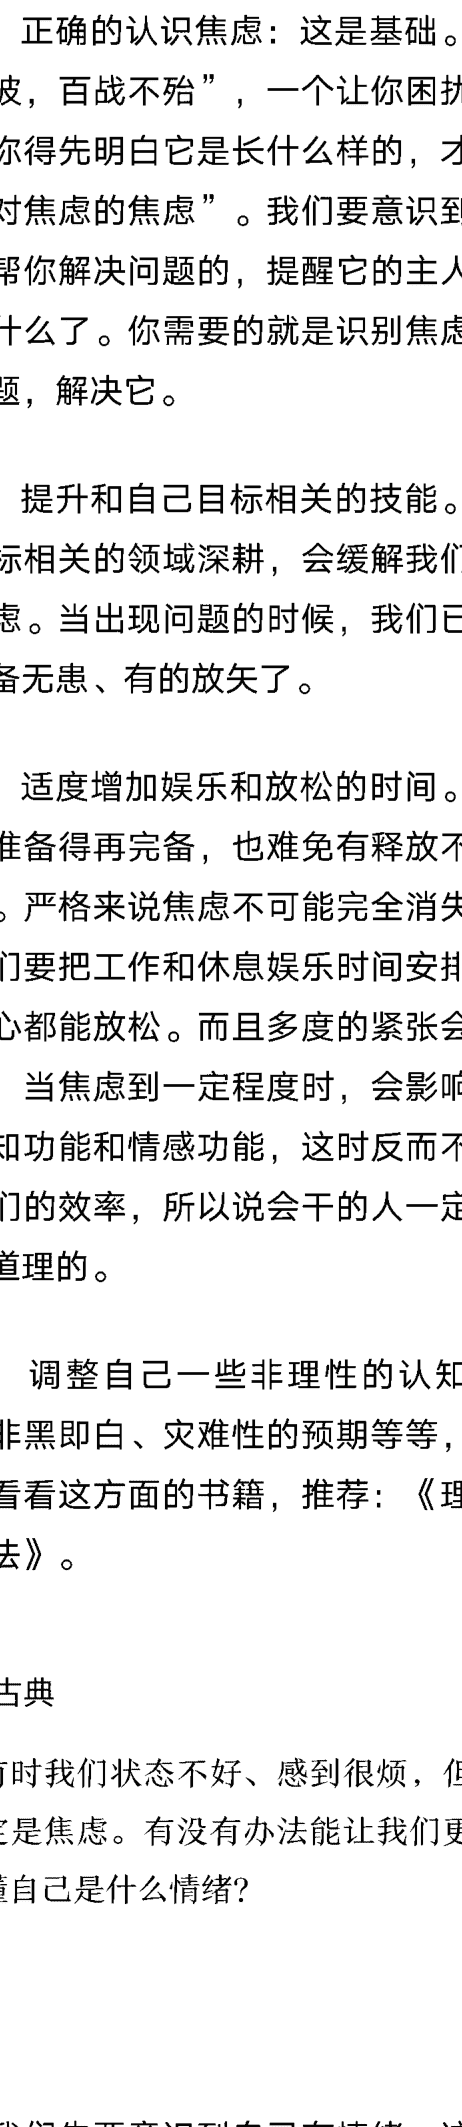 正确的认识焦虑：这是基础。
彼，百战不殆”，一个让你困扰
你得先明白它是长什么样的，才
对焦虑的焦虑”。我们要意识到
帮你解决问题的，提醒它的主人
什么了。你需要的就是识别焦虑
题，解决它。
提升和自己目标相关的技能。
标相关的领域深耕，会缓解我们
虑。当出现问题的时候，我们已
备无患、有的放矢了。
适度增加娱乐和放松的时间。
准备得再完备，也难免有释放不
。严格来说焦虑不可能完全消失
们要把工作和休息娱乐时间安排
心都能放松。而且多度的紧张会
当焦虑到一定程度时，会影响
知功能和情感功能，这时反而不
们的效率，所以说会干的人一定
道理的。
调整自己一些非理性的认知
非黑即白、灾难性的预期等等，
看看这方面的书籍，推荐：《理
法》。
古典
有时我们状态不好、感到很烦，但
定是焦虑。有没有办法能让我们更
懂自己是什么情绪？